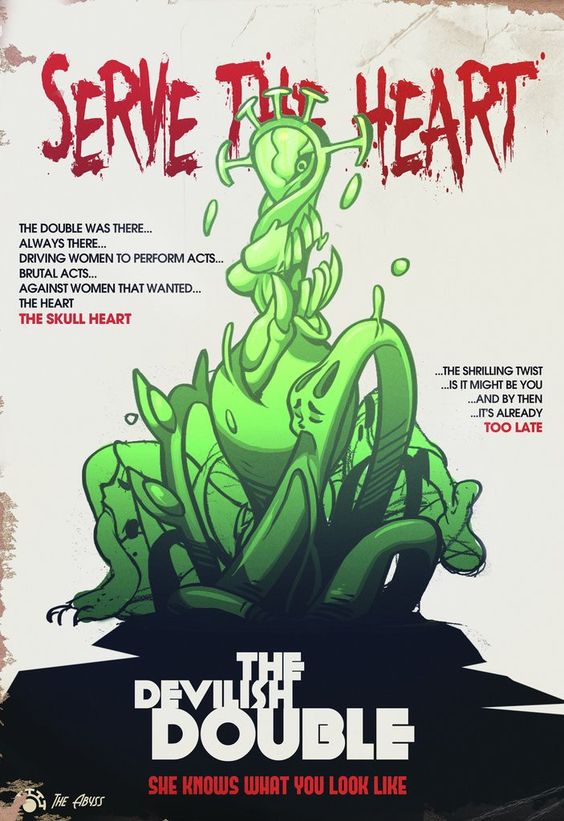 SERVE THE HEART
THE DOUBLE WAS THERE...
ALWAYS THERE...
DRIVING WOMEN TO PERFORM ACTS...
BRUTAL ACTS...
AGAINST WOMEN THAT WANTED...
THE HEART
THE SKULL HEART
...THE SHRILLING TWIST
...IS IT MIGHT BE YOU
...AND BY THEN
...IT'S ALREADY
TOO LATE
THE
DEVILISH
DOUBLE
SHE KNOWS WHAT YOU LOOK LIKE
THE ABYSS